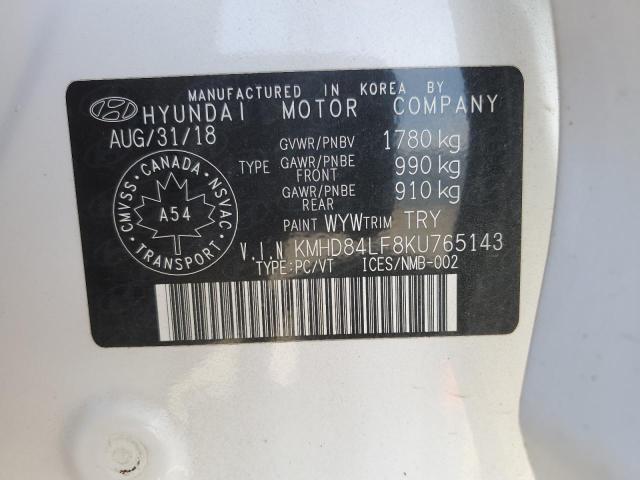 MANUFACTURED IN KOREA BY
HYUNDAI MOTOR COMPANY
AUG/31/18
GVWR/PNBV 1780 kg
TYPE GAWR/PNBE FRONT 990 kg
GAWR/PNBE REAR 910 kg
CMVSS · CANADA · NSVAC
A54
TRANSPORT
PAINT WYW TRIM TRY
V.I.N KMHD84LF8KU765143
TYPE:PC/VT ICES/NMB-002